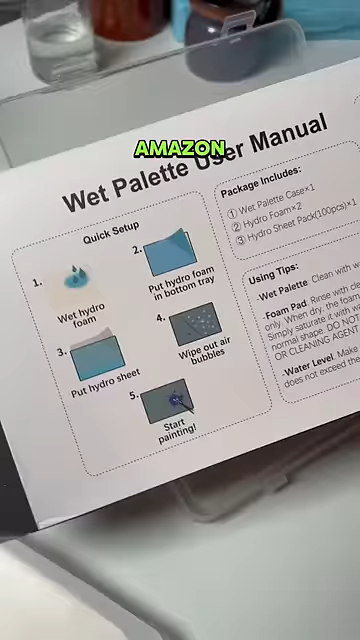 AMAZON
Wet Palette User Manual
Quick Setup
1.
Wet hydro
foam
2.
Put hydro foam
in bottom tray
3.
Put hydro sheet
4.
Wipe out air
bubbles
5.
Start
painting!
Package Includes:
① Wet Palette Case×1
② Hydro Foam×2
③ Hydro Sheet Pack(100pcs)×1
Using Tips:
·Wet Palette: Clean with
·Foam Pad: Rinse with
only. When dry, the foam
Simply saturate it with
normal shape. DO NOT
OR CLEANING AGENT
·Water Level: Make
does not exceed the